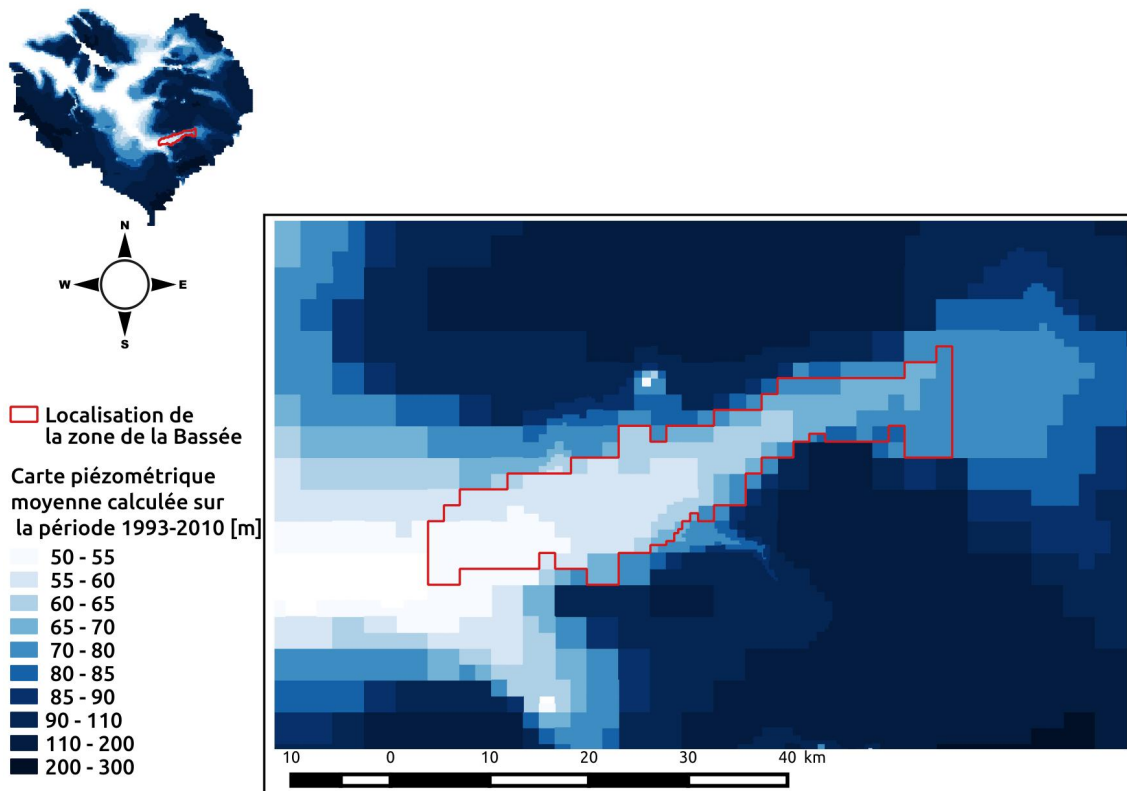 N
W E
S
Localisation de
la zone de la Bassée
Carte piézométrique
moyenne calculée sur
la période 1993-2010 [m]
50 - 55
55 - 60
60 - 65
65 - 70
70 - 80
80 - 85
85 - 90
90 - 110
110 - 200
200 - 300
10 0 10 20 30 40 km